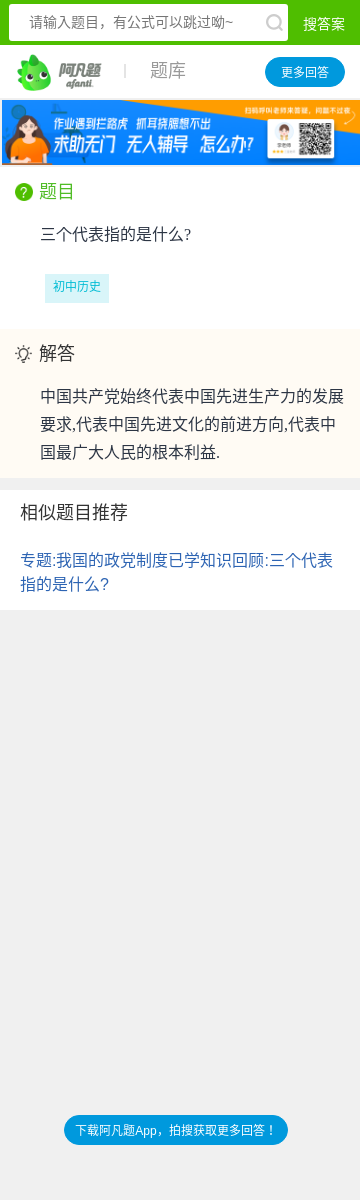 请输入题目，有公式可以跳过呦~
搜答案
阿凡题
afanti.
题库
更多回答
扫码呼叫老师来答疑，问题不过夜
作业遇到拦路虎 抓耳挠腮想不出
求助无门 无人辅导 怎么办?
题目
三个代表指的是什么?
初中历史
解答
中国共产党始终代表中国先进生产力的发展
要求,代表中国先进文化的前进方向,代表中
国最广大人民的根本利益.
相似题目推荐
专题:我国的政党制度已学知识回顾:三个代表
指的是什么?
下载阿凡题App，拍搜获取更多回答！